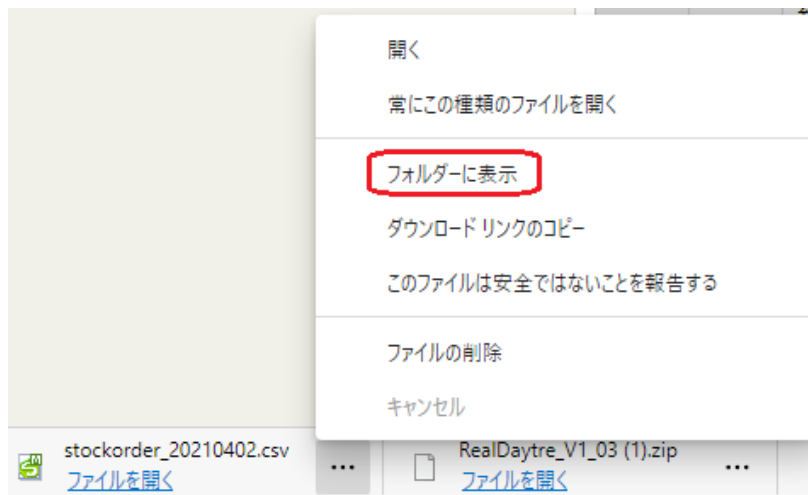 開く
常にこの種類のファイルを開く
フォルダーに表示
ダウンロード リンクのコピー
このファイルは安全ではないことを報告する
ファイルの削除
キャンセル
stockorder_20210402.csv
ファイルを開く
RealDaytre_V1_03 (1).zip
ファイルを開く